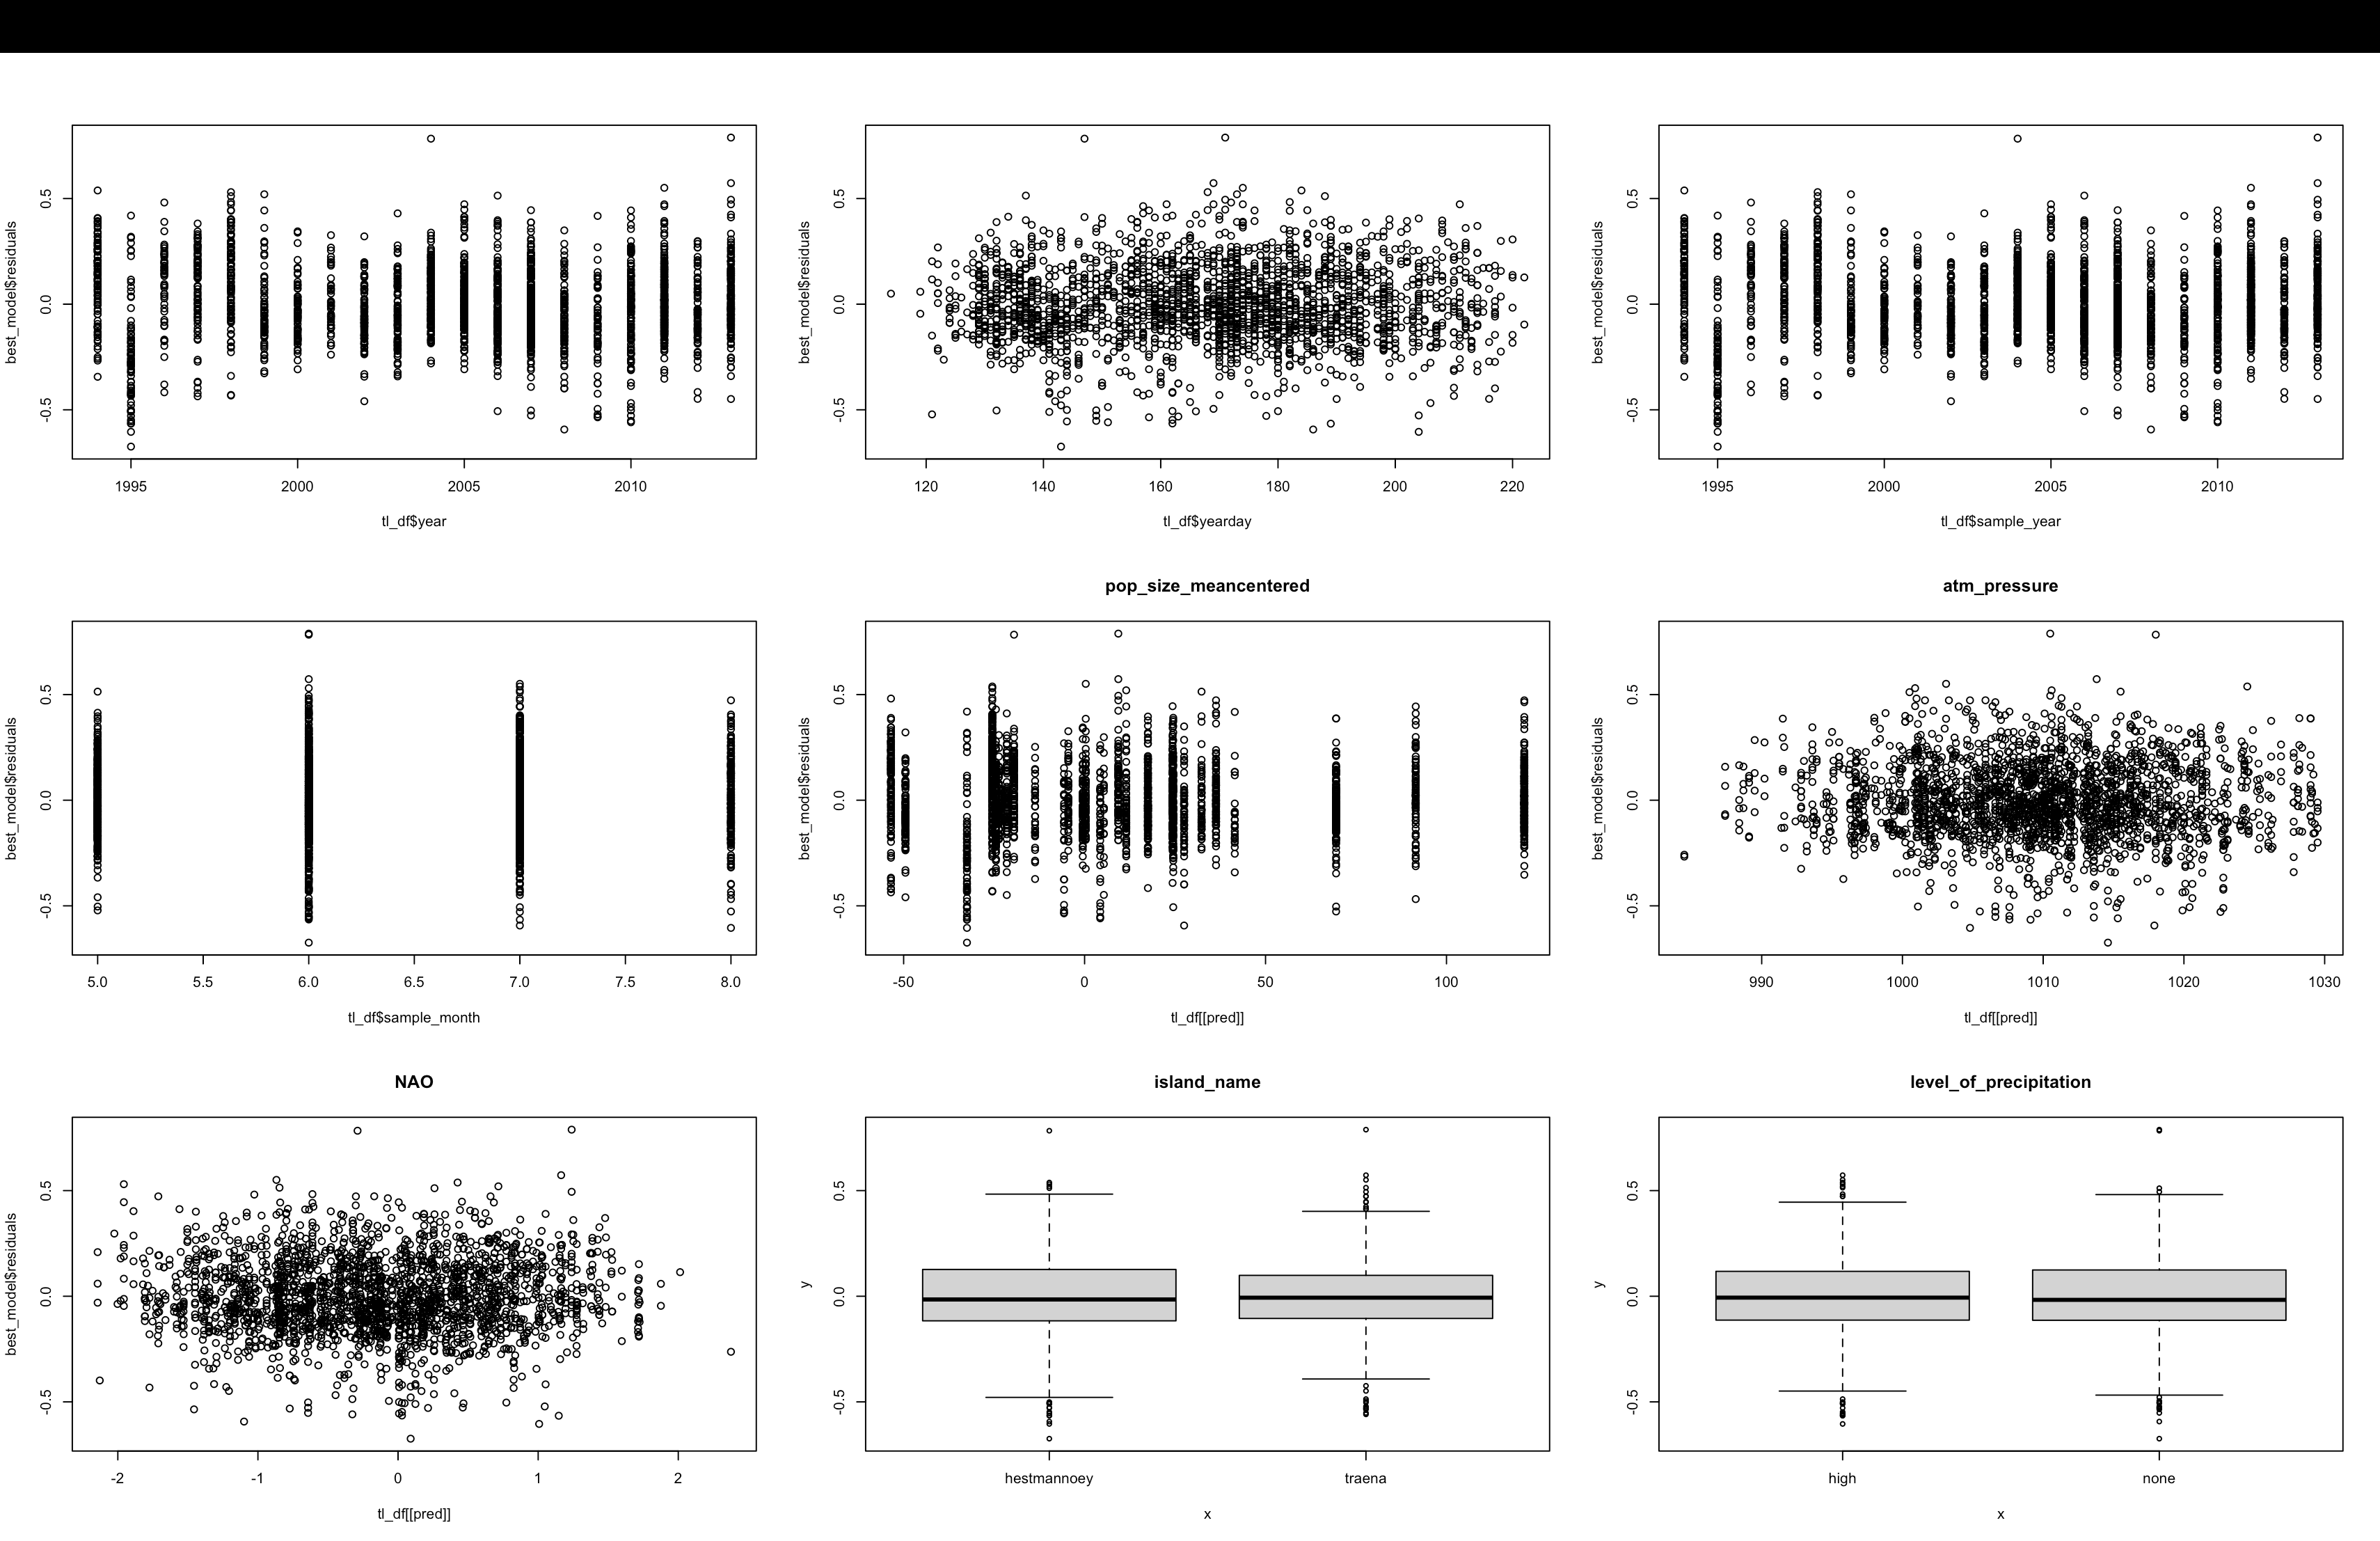 best_model$residuals
0.5
0.0
-0.5
1995 2000 2005 2010
tl_df$year
best_model$residuals
0.5
0.0
-0.5
120 140 160 180 200 220
tl_df$yearday
best_model$residuals
0.5
0.0
-0.5
1995 2000 2005 2010
tl_df$sample_year
best_model$residuals
0.5
0.0
-0.5
5.0 5.5 6.0 6.5 7.0 7.5 8.0
tl_df$sample_month
pop_size_meancentered
best_model$residuals
0.5
0.0
-0.5
-50 0 50 100
tl_df[[pred]]
atm_pressure
best_model$residuals
0.5
0.0
-0.5
990 1000 1010 1020 1030
tl_df[[pred]]
NAO
best_model$residuals
0.5
0.0
-0.5
-2 -1 0 1 2
tl_df[[pred]]
island_name
y
0.5
0.0
-0.5
hestmannoey traena
x
level_of_precipitation
y
0.5
0.0
-0.5
high none
x